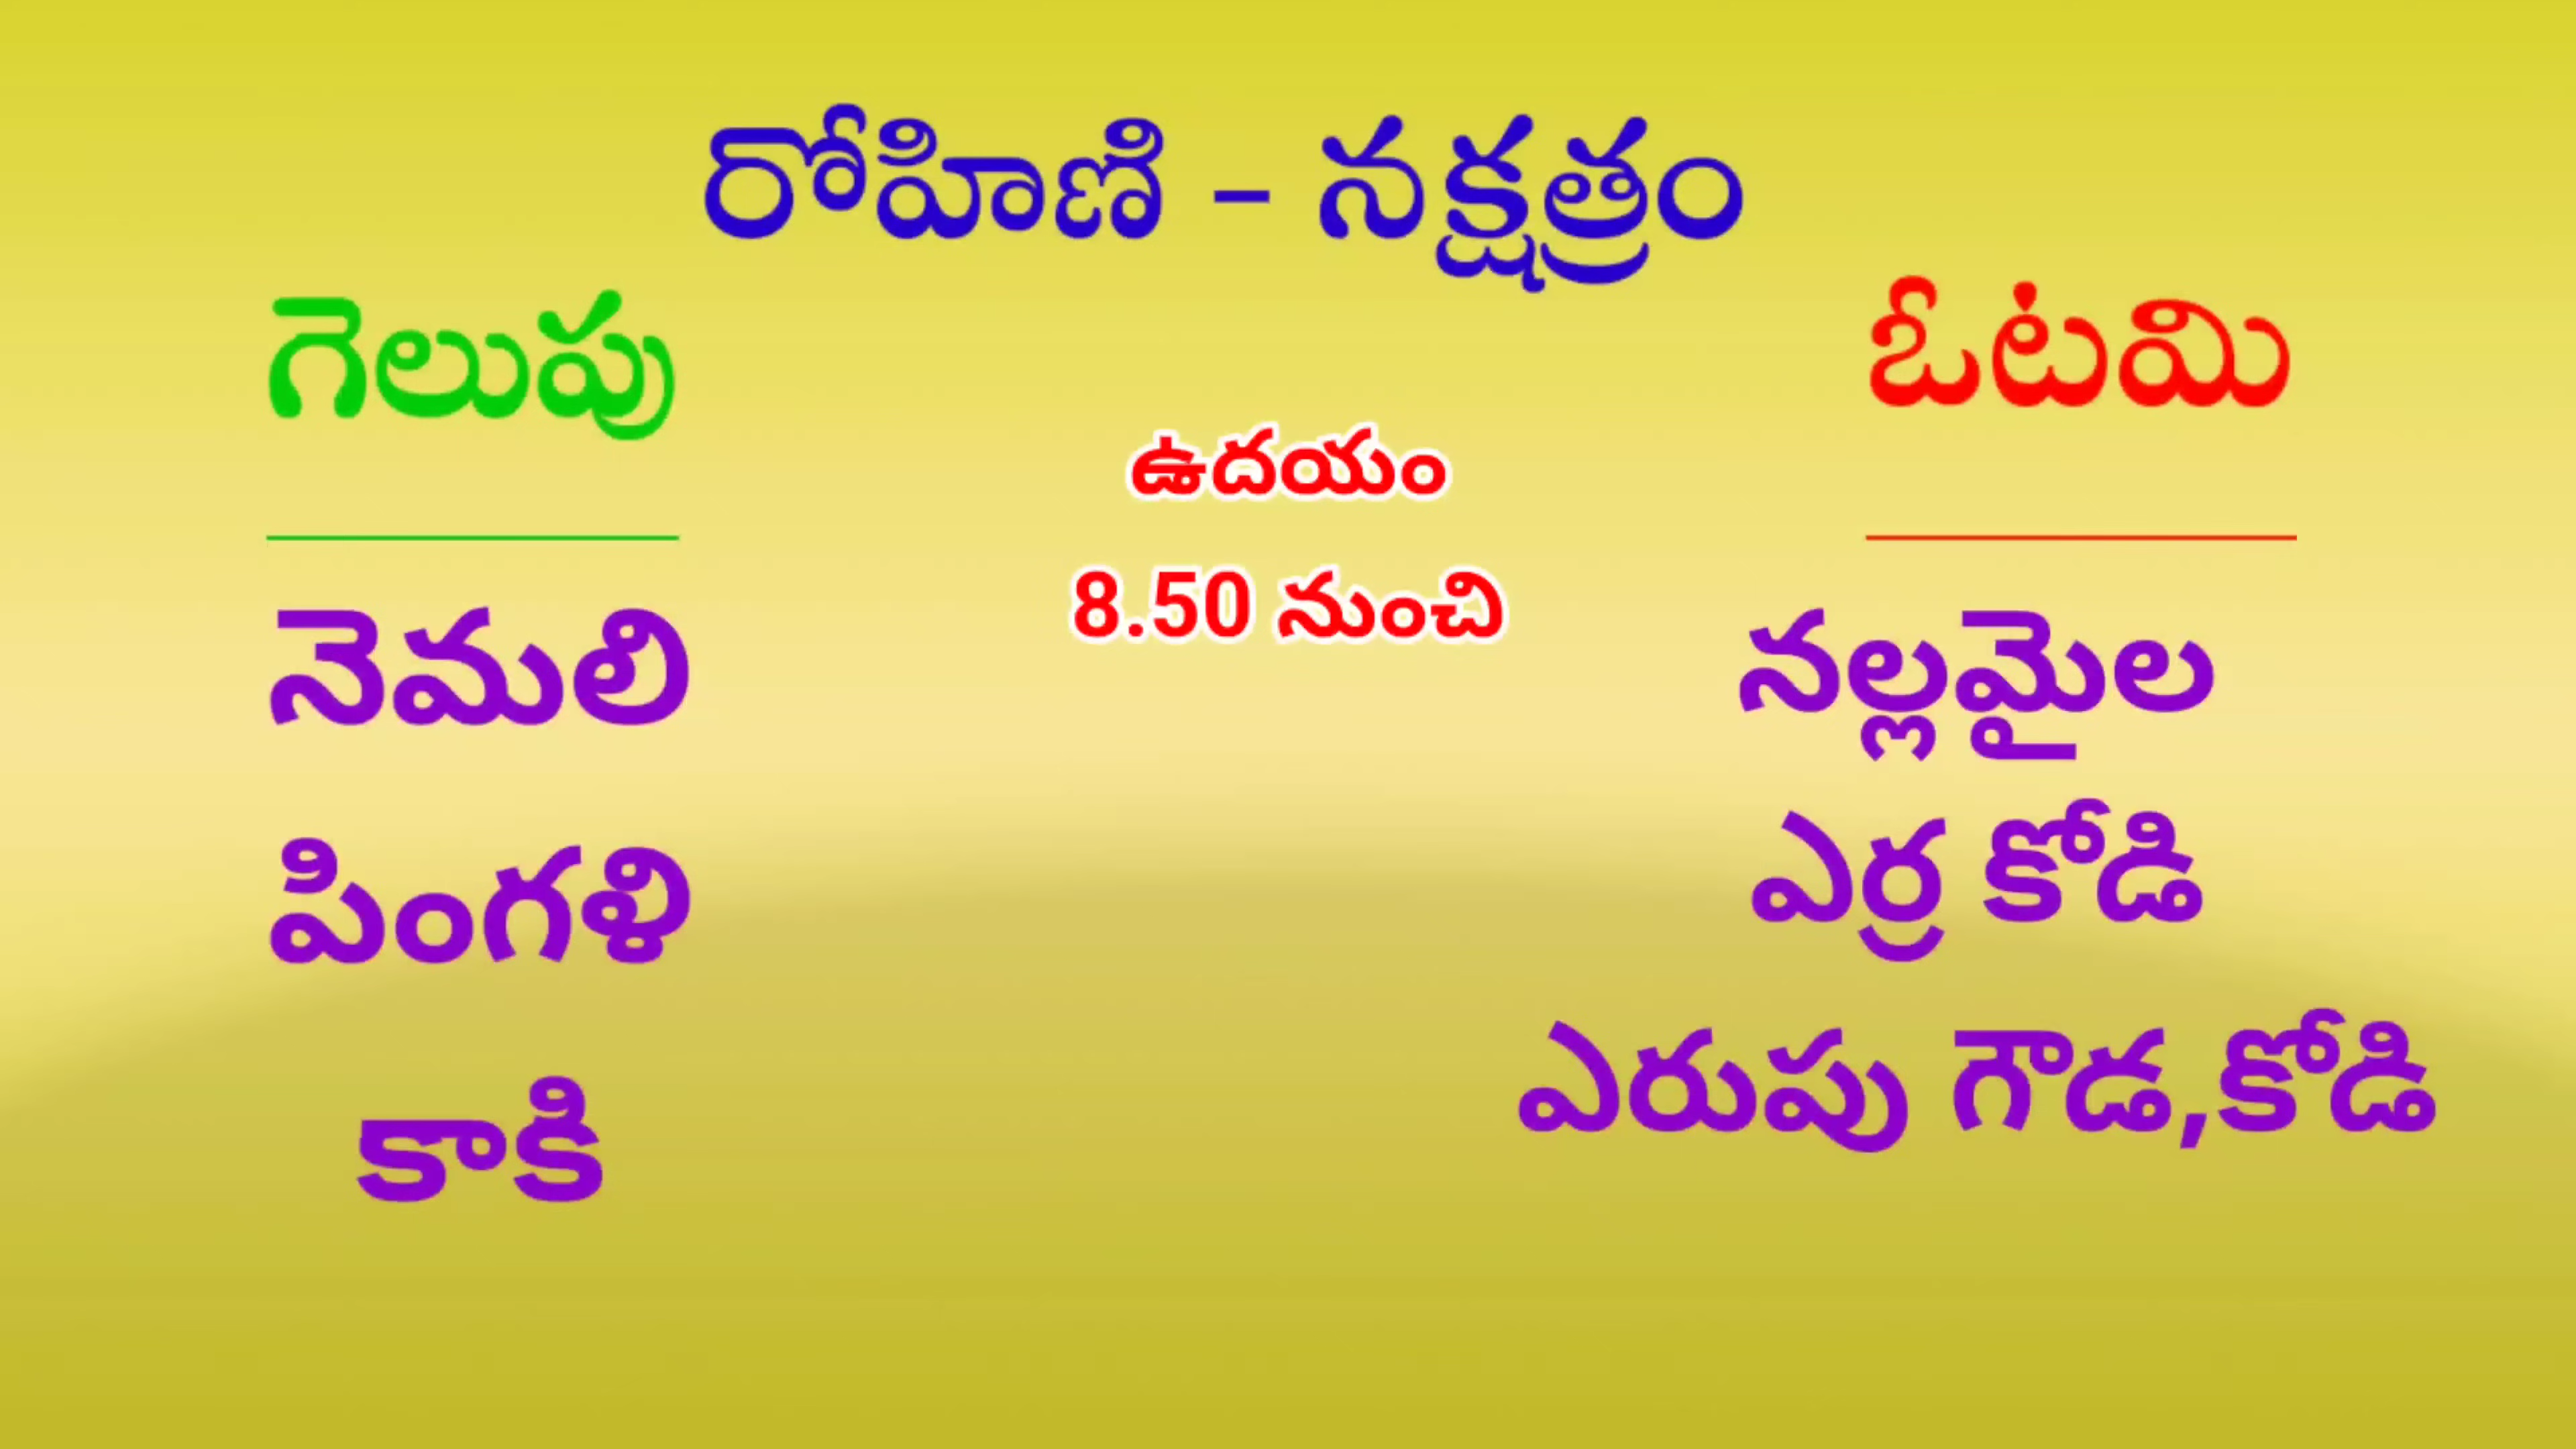 రోహిణి - నక్షత్రం
గెలుపు
ఓటమి
ఉదయం
8.50 నుంచి
నెమలి
నల్లమైల
పింగళి
ఎర్ర కోడి
కాకి
ఎరుపు గౌడ,కోడి